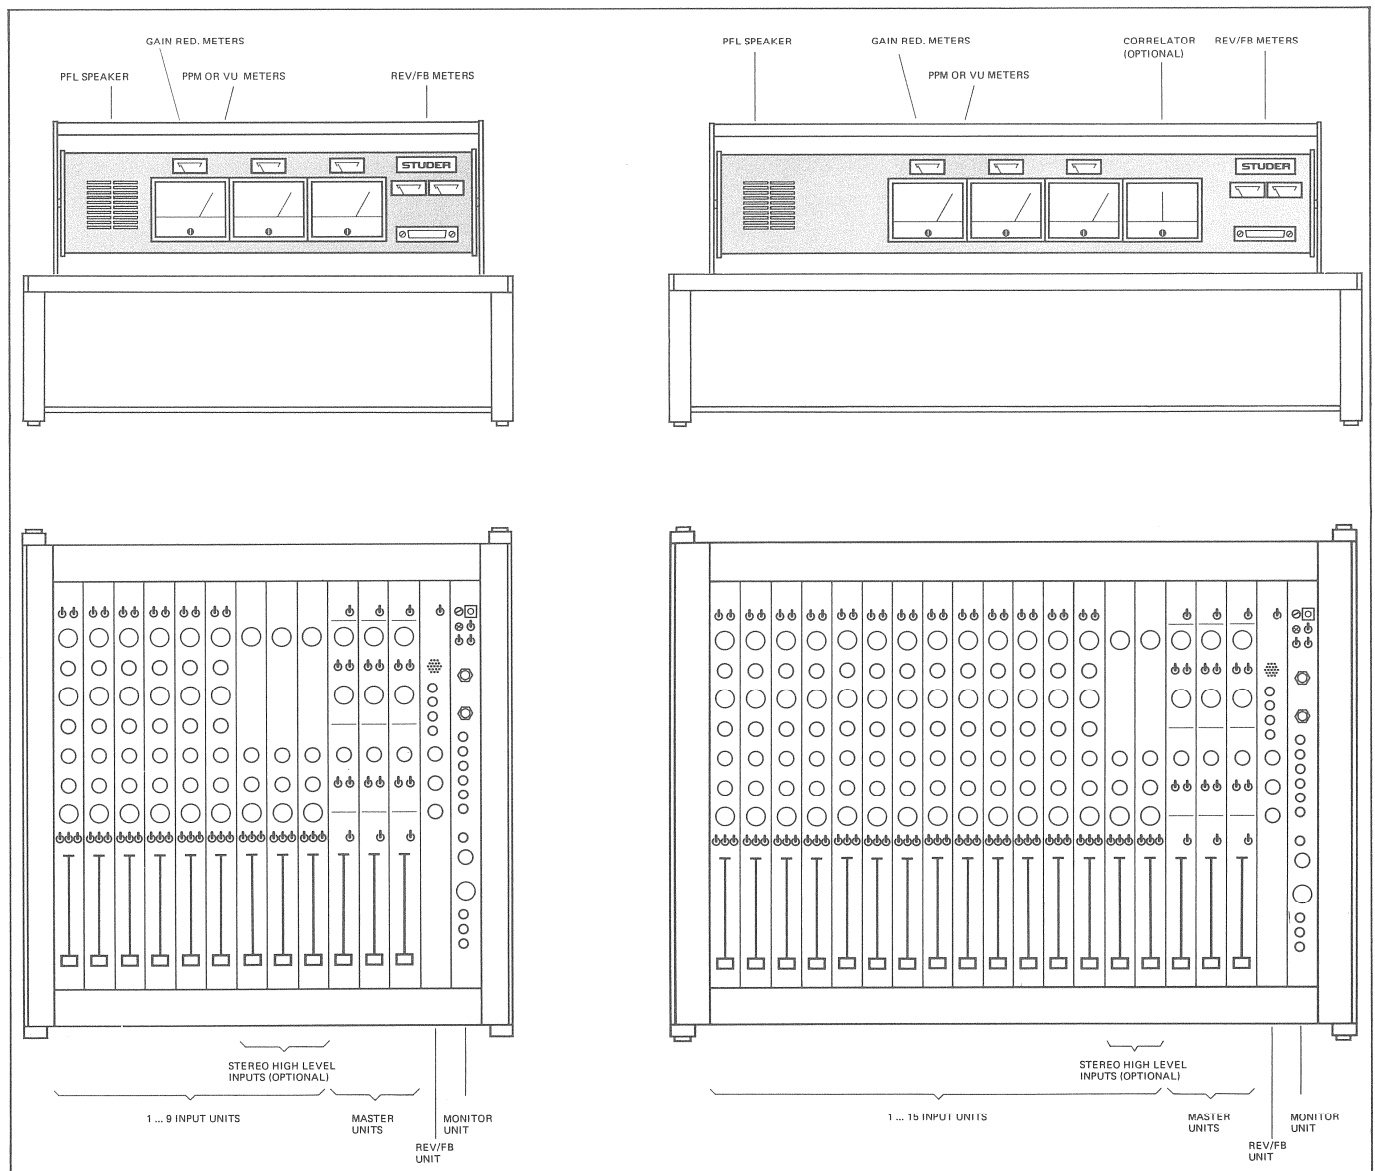 GAIN RED. METERS
PFL SPEAKER
PPM OR VU METERS
REV/FB METERS
STUDER
PFL SPEAKER
GAIN RED. METERS
PPM OR VU METERS
CORRELATOR
(OPTIONAL)
REV/FB METERS
STUDER
STEREO HIGH LEVEL
INPUTS (OPTIONAL)
1 ... 9 INPUT UNITS
MASTER
UNITS
MONITOR
UNIT
REV/FB
UNIT
STEREO HIGH LEVEL
INPUTS (OPTIONAL)
1 ... 15 INPUT UNITS
MASTER
UNITS
MONITOR
UNIT
REV/FB
UNIT